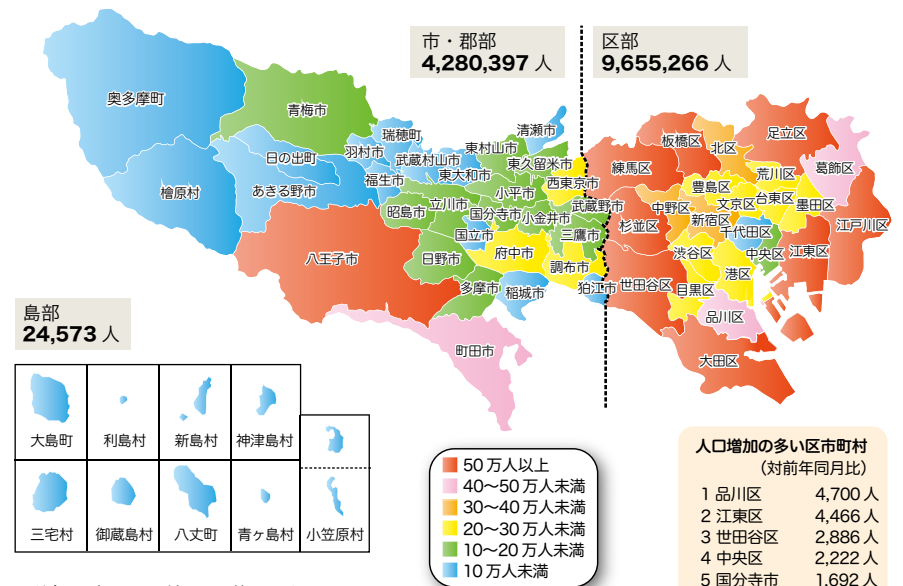 市・郡部
4,280,397 人
区部
9,655,266 人
奥多摩町
青梅市
瑞穂町
清瀬市
羽村市
武蔵村山市
東村山市
東久留米市
日の出町
福生市
東大和市
西東京市
檜原村
あきる野市
小平市
昭島市
立川市
国分寺市
小金井市
武蔵野市
国立市
三鷹市
八王子市
日野市
府中市
調布市
多摩市
稲城市
狛江市
町田市
板橋区
北区
足立区
練馬区
荒川区
葛飾区
豊島区
文京区
台東区
墨田区
中野区
新宿区
千代田区
江戸川区
杉並区
渋谷区
中央区
江東区
港区
世田谷区
目黒区
品川区
大田区
島部
24,573 人
大島町
利島村
新島村
神津島村
三宅村
御蔵島村
八丈町
青ヶ島村
小笠原村
50 万人以上
40〜50 万人未満
30〜40 万人未満
20〜30 万人未満
10〜20 万人未満
10 万人未満
人口増加の多い区市町村
（対前年同月比）
1 品川区 4,700 人
2 江東区 4,466 人
3 世田谷区 2,886 人
4 中央区 2,222 人
5 国分寺市 1,692 人